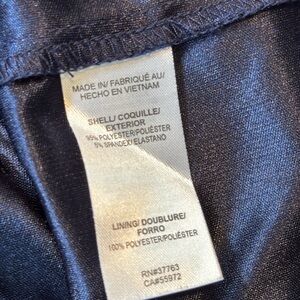 MADE IN/ FABRIQUÉ AU/
HECHO EN VIETNAM
SHELL/ COQUILLE/
EXTERIOR
95% POLYESTER/POLIÉSTER
5% SPANDEX/ELASTANO
LINING/ DOUBLURE/
FORRO
100% POLYESTER/POLIÉSTER
RN#37763
CA#55972